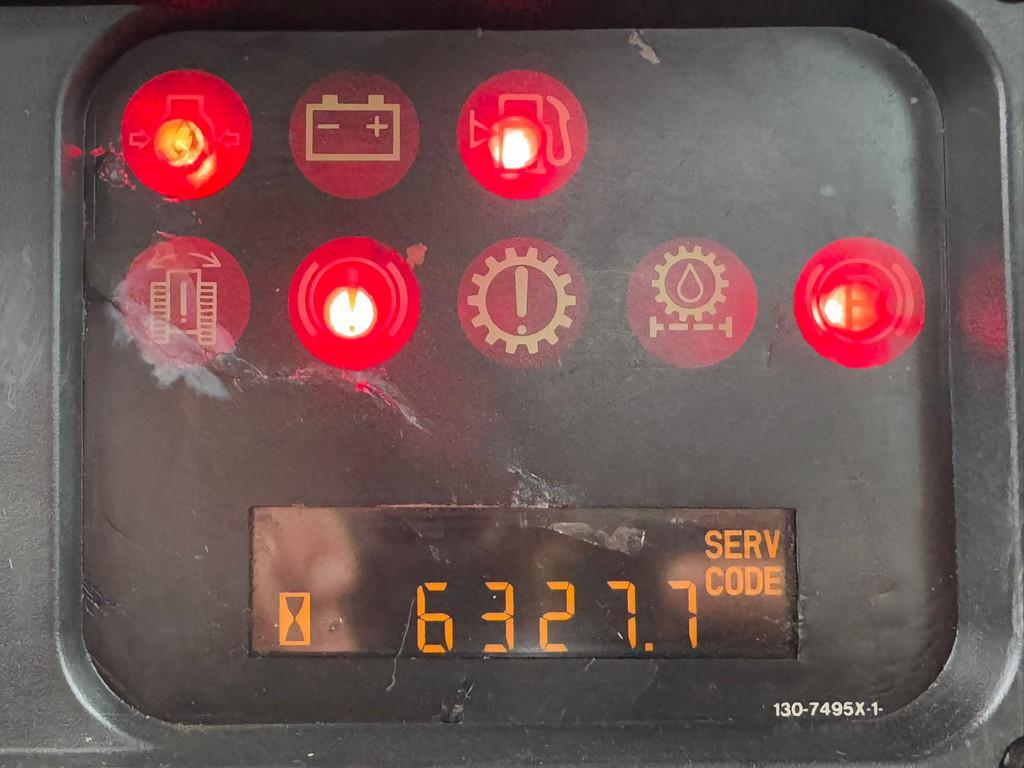 SERV
CODE
6327.7
130-7495X-1-